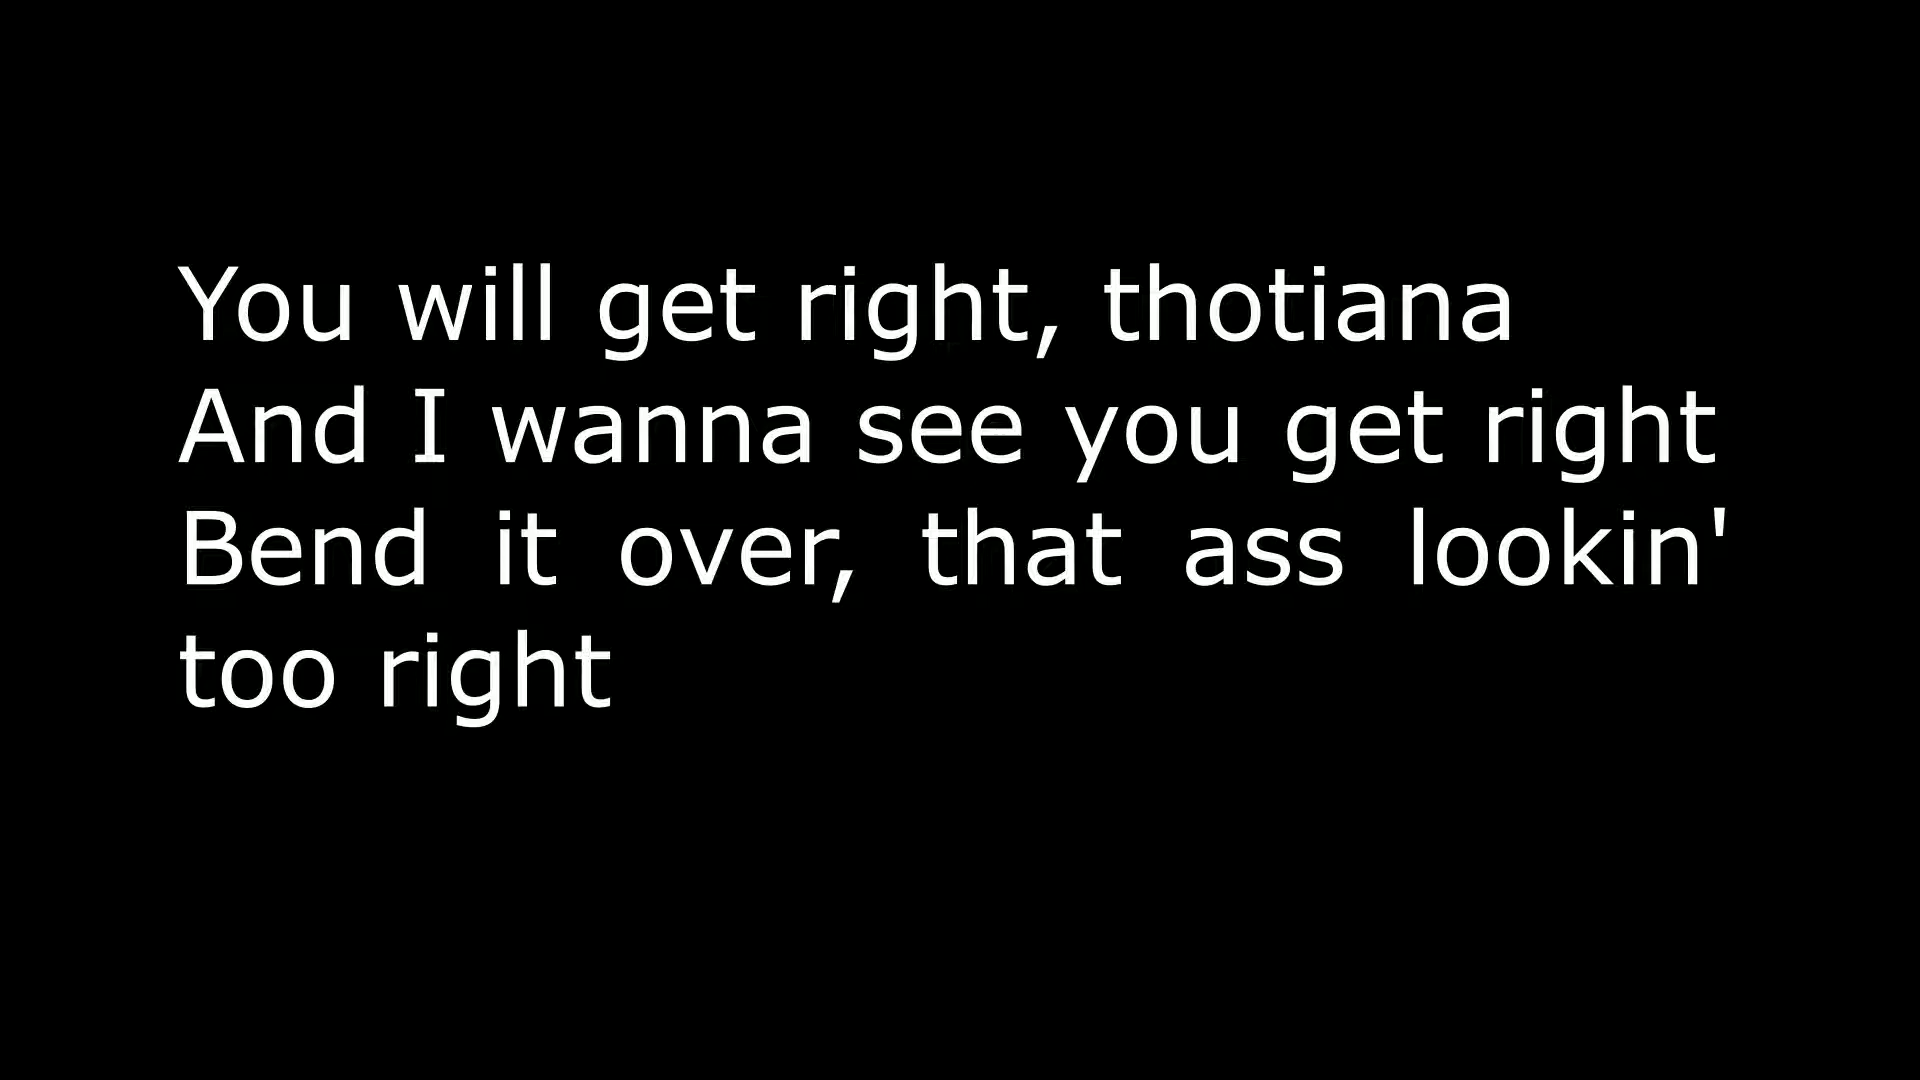 You will get right, thotiana
And I wanna see you get right
Bend it over, that ass lookin'
too right